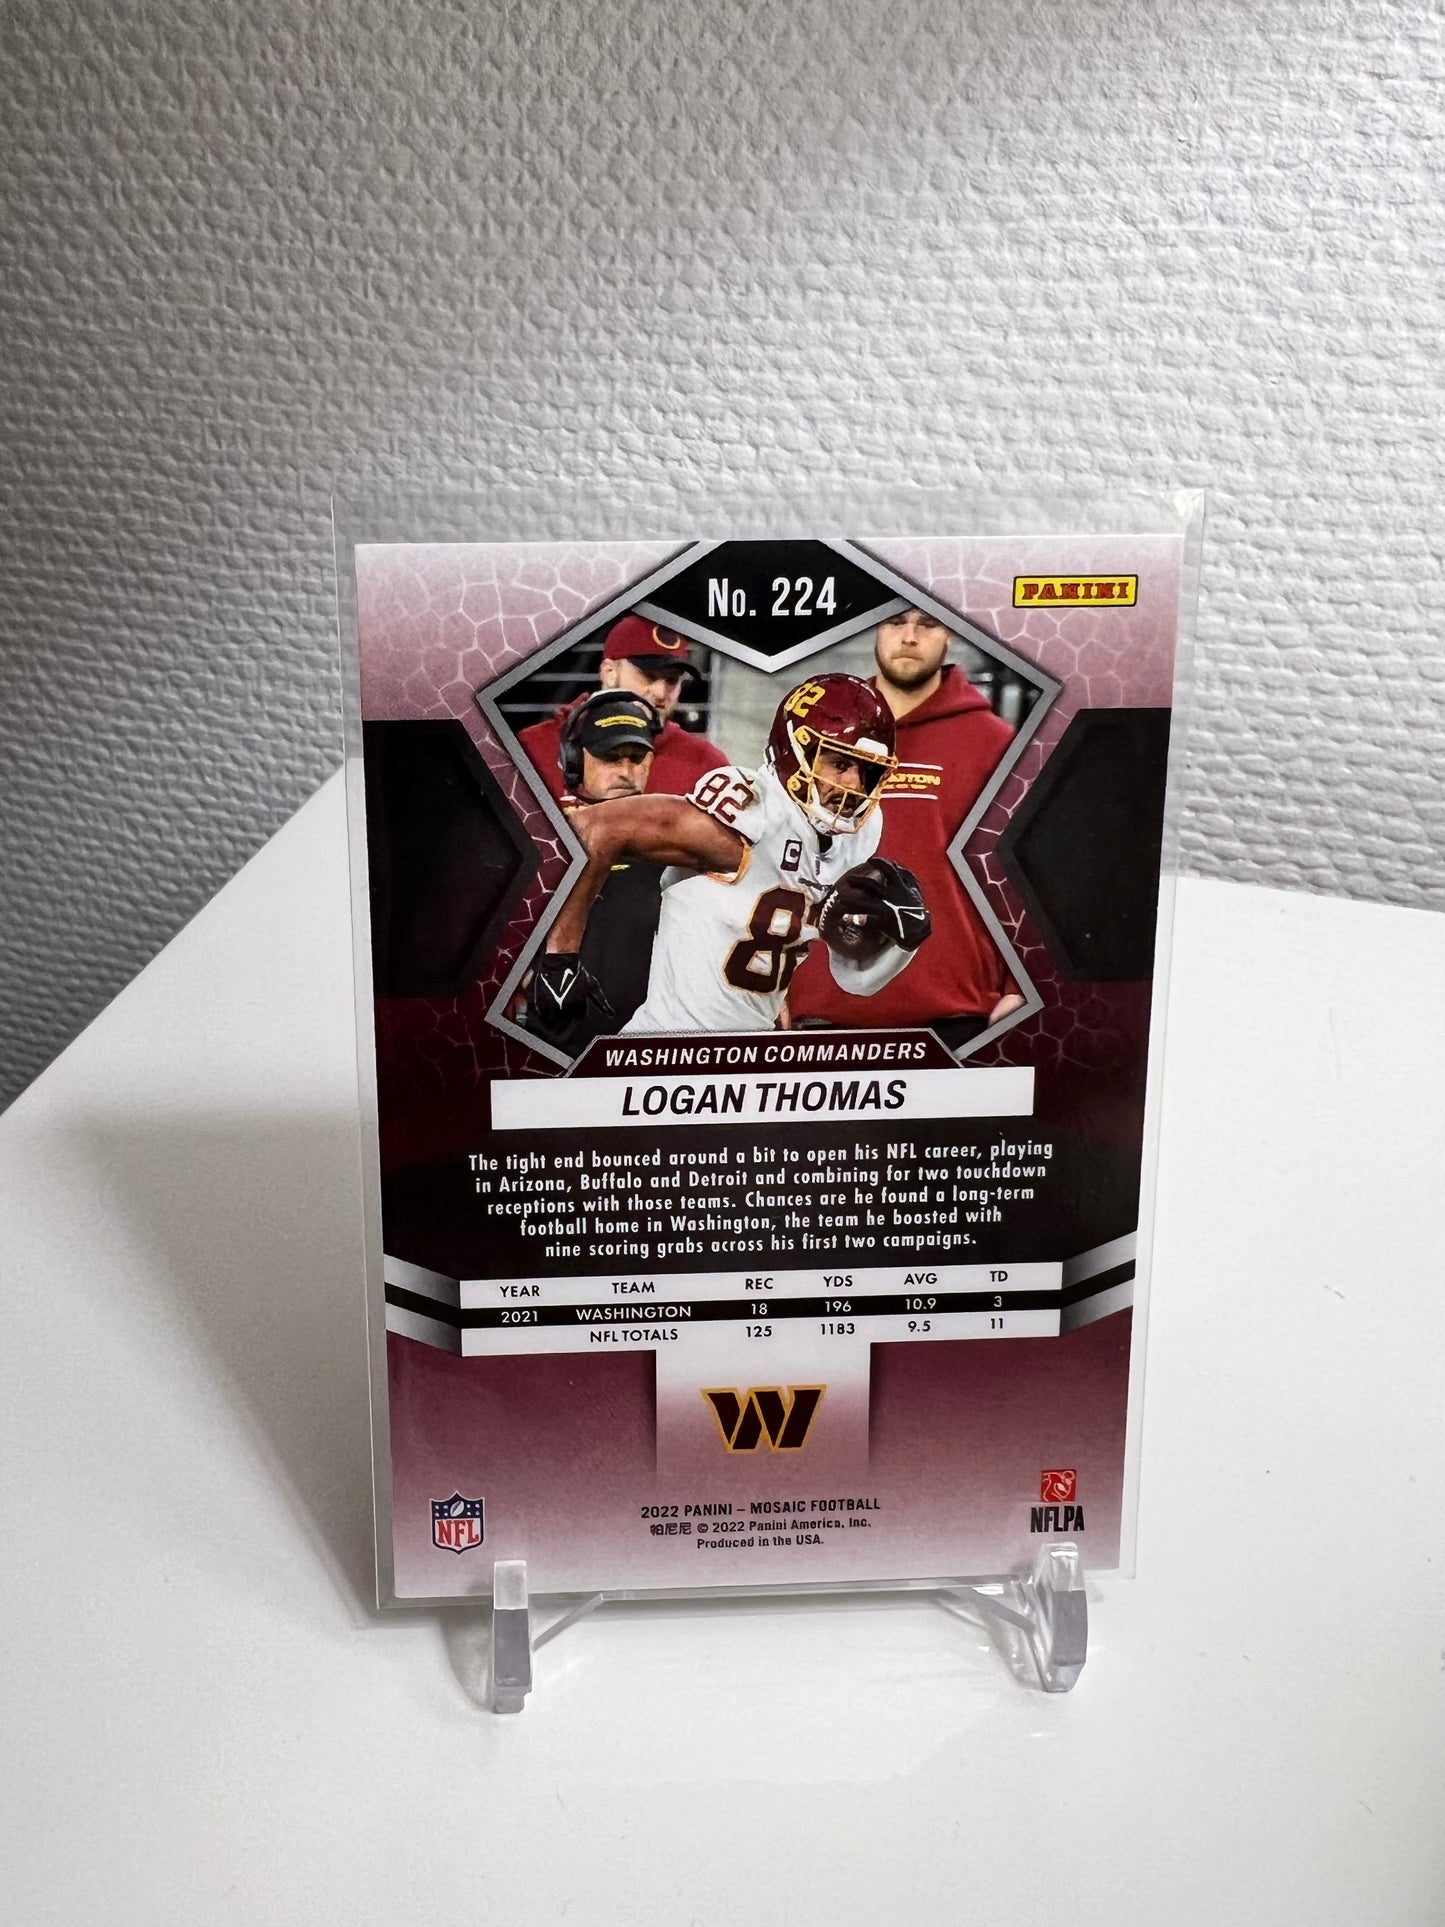 No. 224
PANINI
82
82
C
WASHINGTON COMMANDERS
LOGAN THOMAS
The tight end bounced around a bit to open his NFL career, playing
in Arizona, Buffalo and Detroit and combining for two touchdown
receptions with those teams. Chances are he found a long-term
football home in Washington, the team he boosted with
nine scoring grabs across his first two campaigns.
YEAR TEAM REC YDS AVG TD
2021 WASHINGTON 18 196 10.9 3
NFL TOTALS 125 1183 9.5 11
W
NFL
2022 PANINI – MOSAIC FOOTBALL
帕尼尼 © 2022 Panini America, Inc.
Produced in the USA.
NFLPA